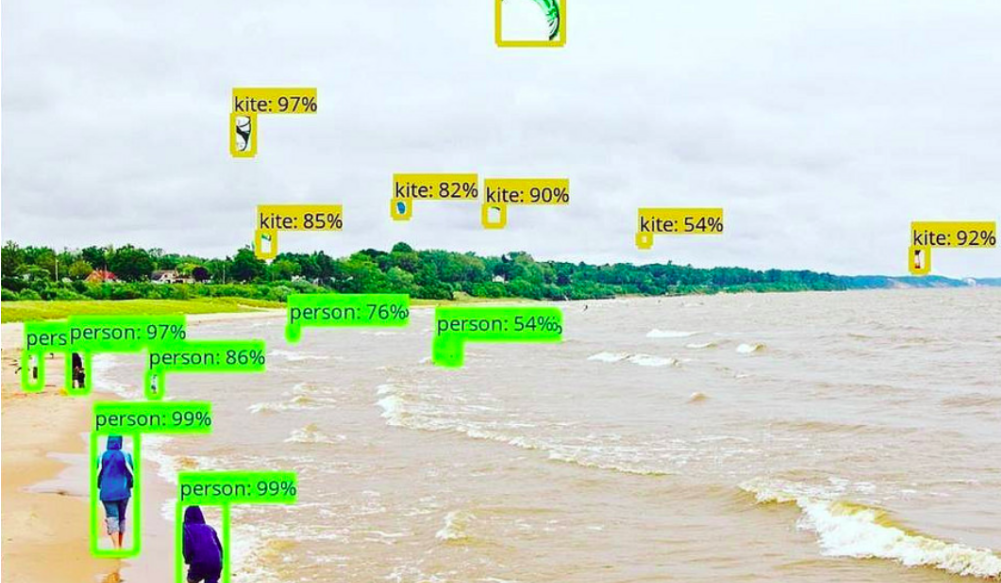 kite: 97%
kite: 82%
kite: 90%
kite: 85%
kite: 54%
kite: 92%
person: 76%
person: 54%
pers
person: 97%
person: 86%
person: 99%
person: 99%